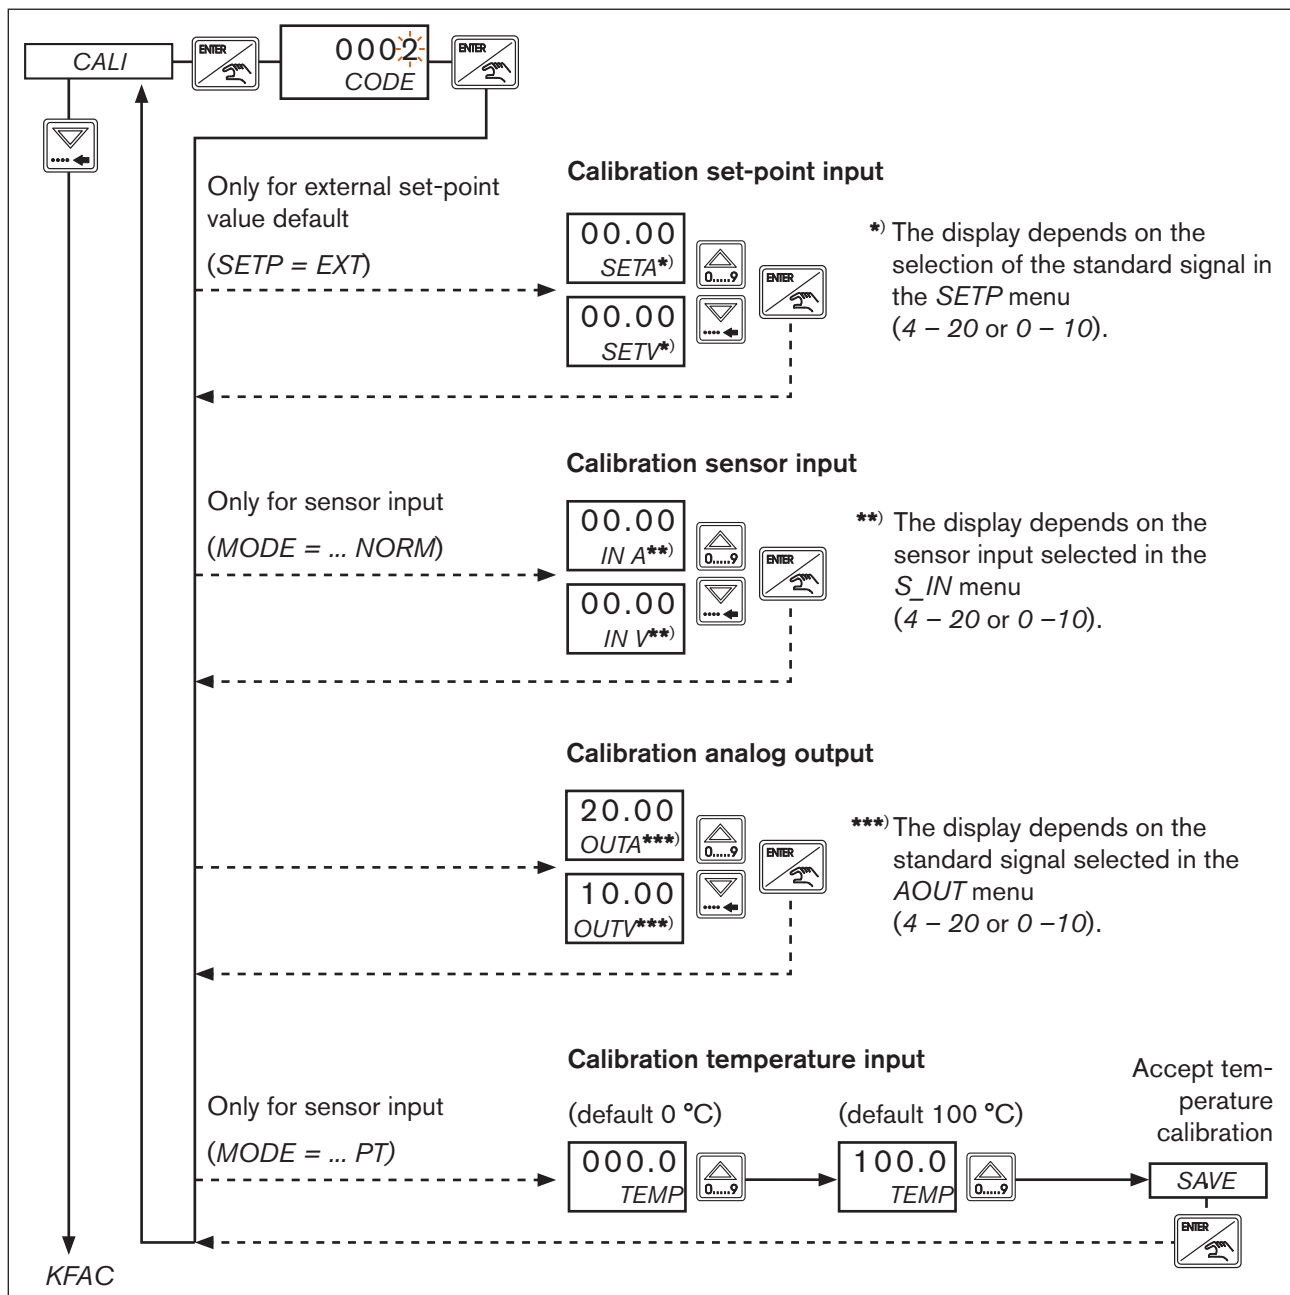 CALI
ENTER
0002
CODE
ENTER
Only for external set-point
value default
(SETP = EXT)
Calibration set-point input
00.00
SETA*)
0.....9
00.00
SETV*)
ENTER
*) The display depends on the
selection of the standard signal in
the SETP menu
(4 – 20 or 0 – 10).
Only for sensor input
(MODE = ... NORM)
Calibration sensor input
00.00
IN A**)
0.....9
00.00
IN V**)
ENTER
**) The display depends on the
sensor input selected in the
S_IN menu
(4 – 20 or 0 –10).
Calibration analog output
20.00
OUTA***)
0.....9
10.00
OUTV***)
ENTER
***) The display depends on the
standard signal selected in the
AOUT menu
(4 – 20 or 0 –10).
Calibration temperature input
Only for sensor input
(MODE = ... PT)
(default 0 °C)
000.0
TEMP
0.....9
(default 100 °C)
100.0
TEMP
0.....9
Accept tem-
perature
calibration
SAVE
ENTER
KFAC